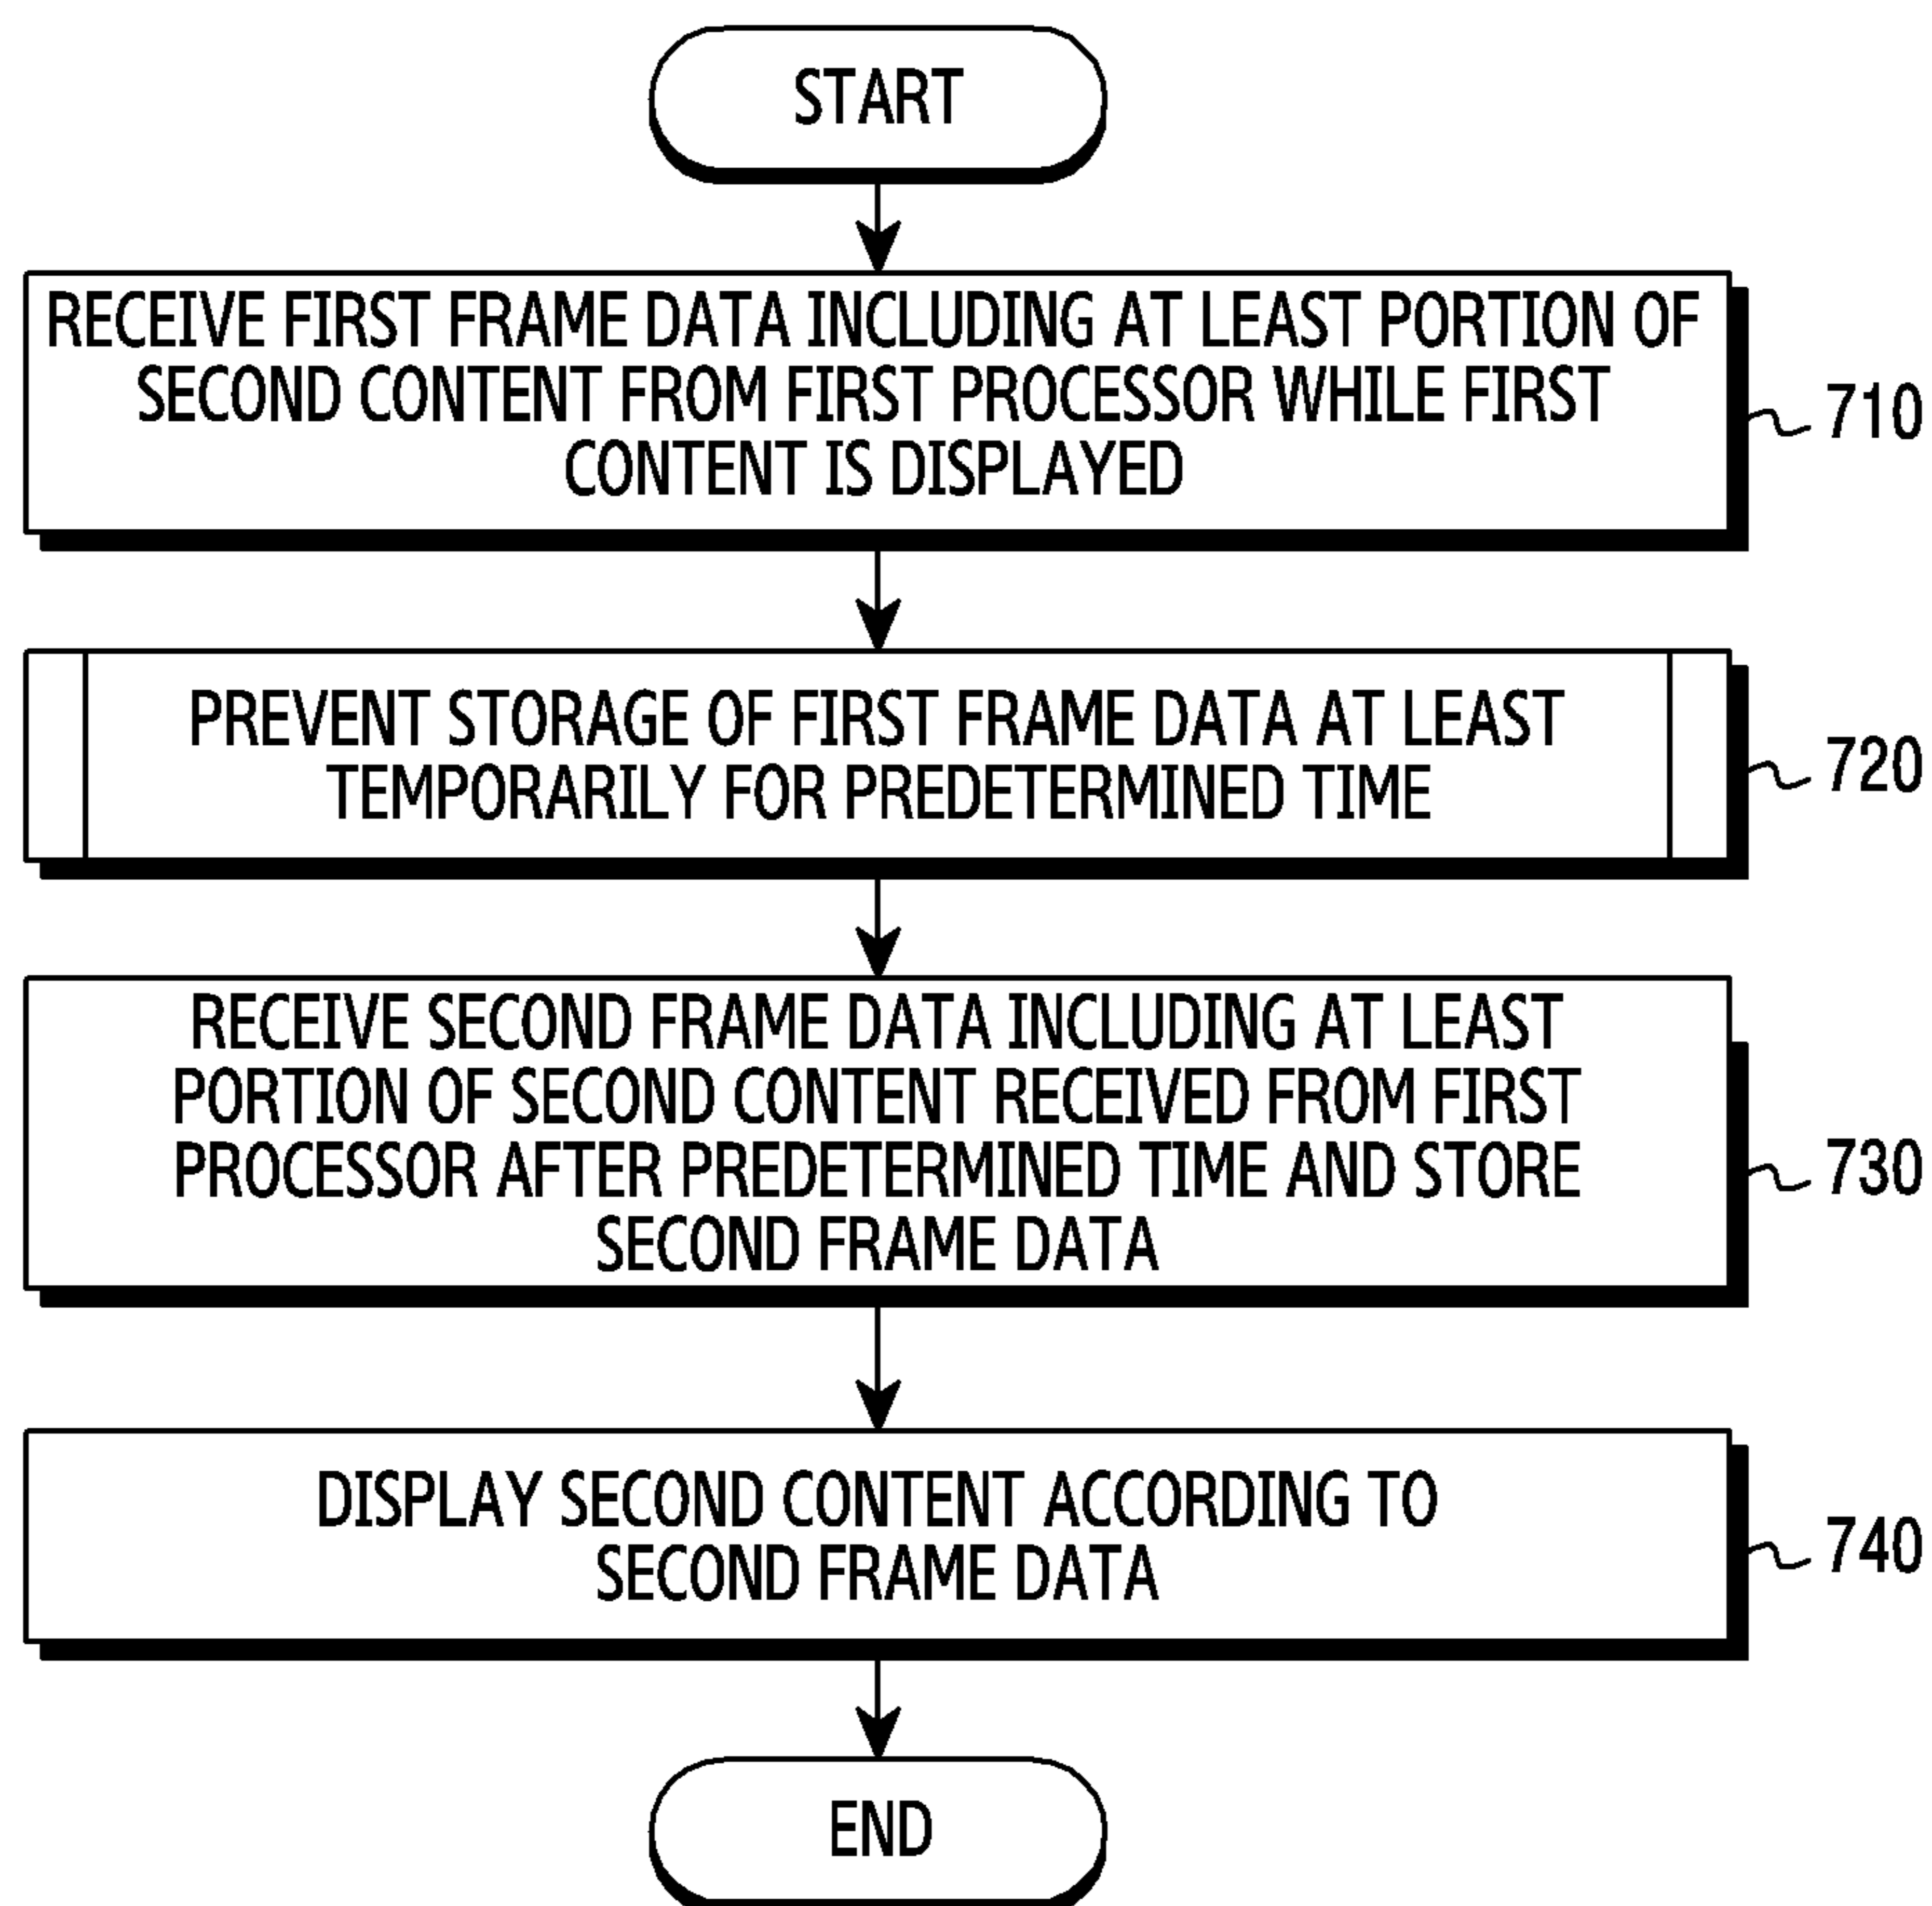 START
RECEIVE FIRST FRAME DATA INCLUDING AT LEAST PORTION OF
SECOND CONTENT FROM FIRST PROCESSOR WHILE FIRST
CONTENT IS DISPLAYED
710
PREVENT STORAGE OF FIRST FRAME DATA AT LEAST
TEMPORARILY FOR PREDETERMINED TIME
720
RECEIVE SECOND FRAME DATA INCLUDING AT LEAST
PORTION OF SECOND CONTENT RECEIVED FROM FIRST
PROCESSOR AFTER PREDETERMINED TIME AND STORE
SECOND FRAME DATA
730
DISPLAY SECOND CONTENT ACCORDING TO
SECOND FRAME DATA
740
END